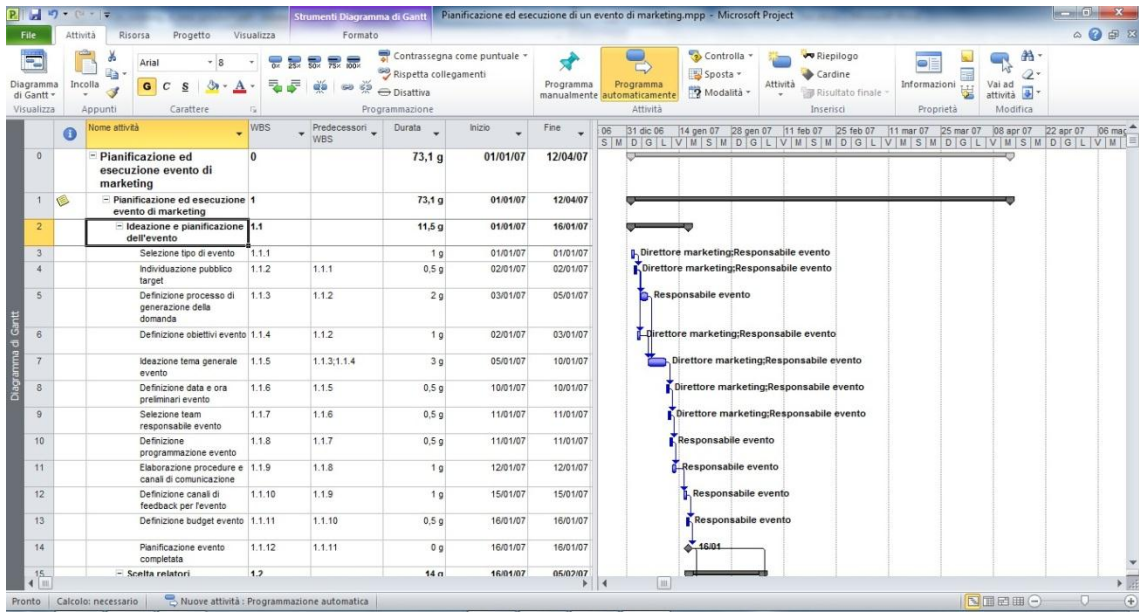 Strumenti Diagramma di Gantt
Pianificazione ed esecuzione di un evento di marketing.mpp - Microsoft Project
File Attività Risorsa Progetto Visualizza Formato
Diagramma di Gantt
Visualizza
Incolla
Appunti
Arial 8
G C S A
Carattere
0× 25× 50× 75× 100×
Contrassegna come puntuale
Rispetta collegamenti
Disattiva
Programmazione
Programma manualmente
Programma automaticamente
Controlla
Sposta
Modalità
Attività
Attività
Riepilogo
Cardine
Risultato finale
Inserisci
Informazioni
Proprietà
Vai ad attività
Modifica
Nome attività WBS Predecessori WBS Durata Inizio Fine
06 31 dic 06 14 gen 07 28 gen 07 11 feb 07 25 feb 07 11 mar 07 25 mar 07 08 apr 07 22 apr 07 06 mag
S M D G L V M S M D G L V M S M D G L V M S M D G L V M S M D G L V M
0 Pianificazione ed 0 73,1 g 01/01/07 12/04/07
esecuzione evento di
marketing
1 Pianificazione ed esecuzione 1 73,1 g 01/01/07 12/04/07
evento di marketing
2 Ideazione e pianificazione 1.1 11,5 g 01/01/07 16/01/07
dell'evento
3 Selezione tipo di evento 1.1.1 1 g 01/01/07 01/01/07 Direttore marketing;Responsabile evento
4 Individuazione pubblico 1.1.2 1.1.1 0,5 g 02/01/07 02/01/07 Direttore marketing;Responsabile evento
target
5 Definizione processo di 1.1.3 1.1.2 2 g 03/01/07 05/01/07 Responsabile evento
generazione della
domanda
6 Definizione obiettivi evento 1.1.4 1.1.2 1 g 02/01/07 03/01/07 Direttore marketing;Responsabile evento
7 Ideazione tema generale 1.1.5 1.1.3;1.1.4 3 g 05/01/07 10/01/07 Direttore marketing;Responsabile evento
evento
8 Definizione data e ora 1.1.6 1.1.5 0,5 g 10/01/07 10/01/07 Direttore marketing;Responsabile evento
preliminari evento
9 Selezione team 1.1.7 1.1.6 0,5 g 11/01/07 11/01/07 Direttore marketing;Responsabile evento
responsabile evento
10 Definizione 1.1.8 1.1.7 0,5 g 11/01/07 11/01/07 Responsabile evento
programmazione evento
11 Elaborazione procedure e 1.1.9 1.1.8 1 g 12/01/07 12/01/07 Responsabile evento
canali di comunicazione
12 Definizione canali di 1.1.10 1.1.9 1 g 15/01/07 15/01/07 Responsabile evento
feedback per l'evento
13 Definizione budget evento 1.1.11 1.1.10 0,5 g 16/01/07 16/01/07 Responsabile evento
14 Pianificazione evento 1.1.12 1.1.11 0 g 16/01/07 16/01/07 16/01
completata
15 Scelta relatori 1.2 14 g 16/01/07 05/02/07
Diagramma di Gantt
Pronto Calcolo: necessario Nuove attività : Programmazione automatica